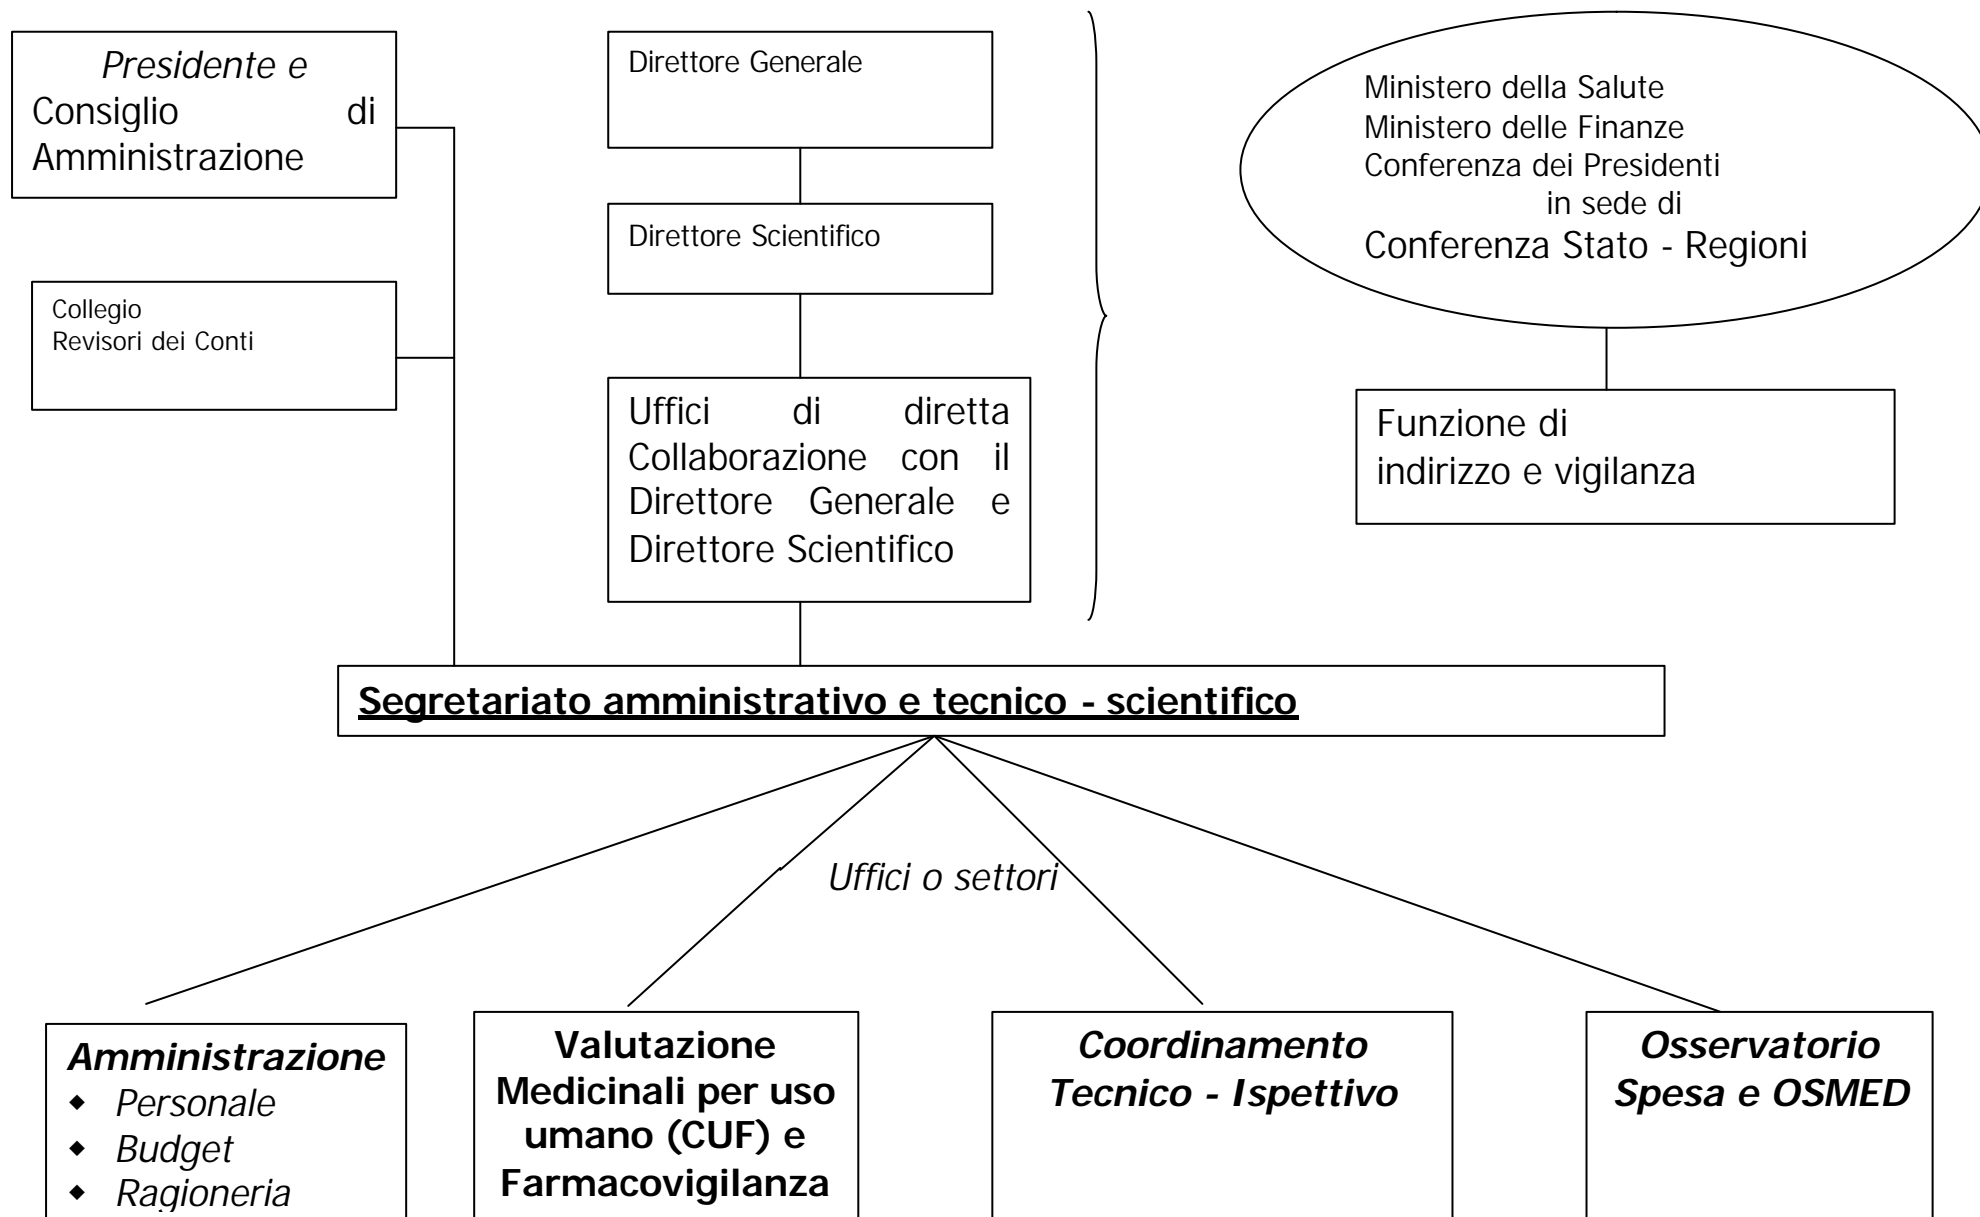 Presidente e
Consiglio di
Amministrazione
Collegio
Revisori dei Conti
Direttore Generale
Direttore Scientifico
Uffici di diretta
Collaborazione con il
Direttore Generale e
Direttore Scientifico
Ministero della Salute
Ministero delle Finanze
Conferenza dei Presidenti
in sede di
Conferenza Stato - Regioni
Funzione di
indirizzo e vigilanza
Segretariato amministrativo e tecnico - scientifico
Uffici o settori
Amministrazione
◆ Personale
◆ Budget
◆ Ragioneria
Valutazione
Medicinali per uso
umano (CUF) e
Farmacovigilanza
Coordinamento
Tecnico - Ispettivo
Osservatorio
Spesa e OSMED